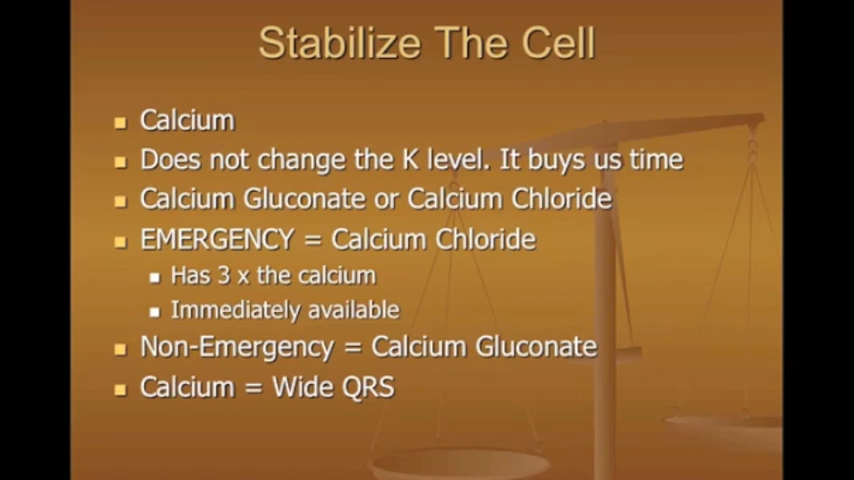 Stabilize The Cell
Calcium
Does not change the K level. It buys us time
Calcium Gluconate or Calcium Chloride
EMERGENCY = Calcium Chloride
Has 3 x the calcium
Immediately available
Non-Emergency = Calcium Gluconate
Calcium = Wide QRS